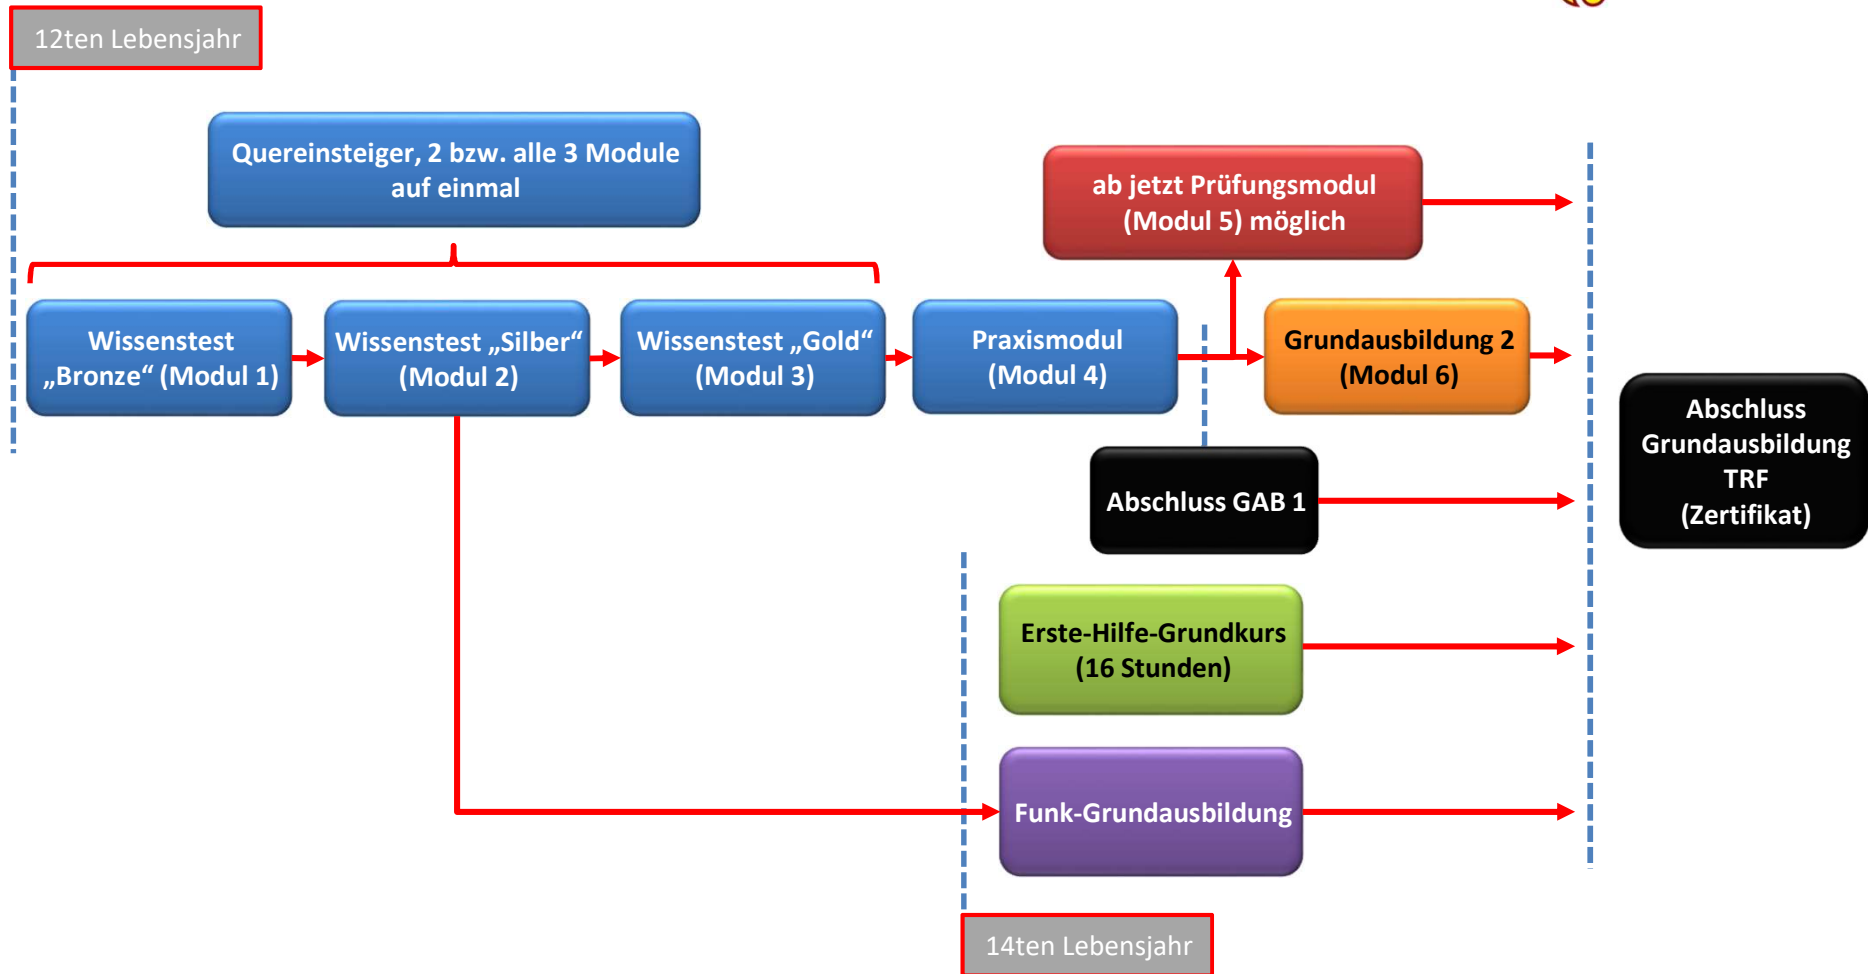 12ten Lebensjahr
Quereinsteiger, 2 bzw. alle 3 Module
auf einmal
ab jetzt Prüfungsmodul
(Modul 5) möglich
Wissenstest
„Bronze“ (Modul 1)
Wissenstest „Silber“
(Modul 2)
Wissenstest „Gold“
(Modul 3)
Praxismodul
(Modul 4)
Grundausbildung 2
(Modul 6)
Abschluss
Grundausbildung
TRF
(Zertifikat)
Abschluss GAB 1
Erste-Hilfe-Grundkurs
(16 Stunden)
Funk-Grundausbildung
14ten Lebensjahr